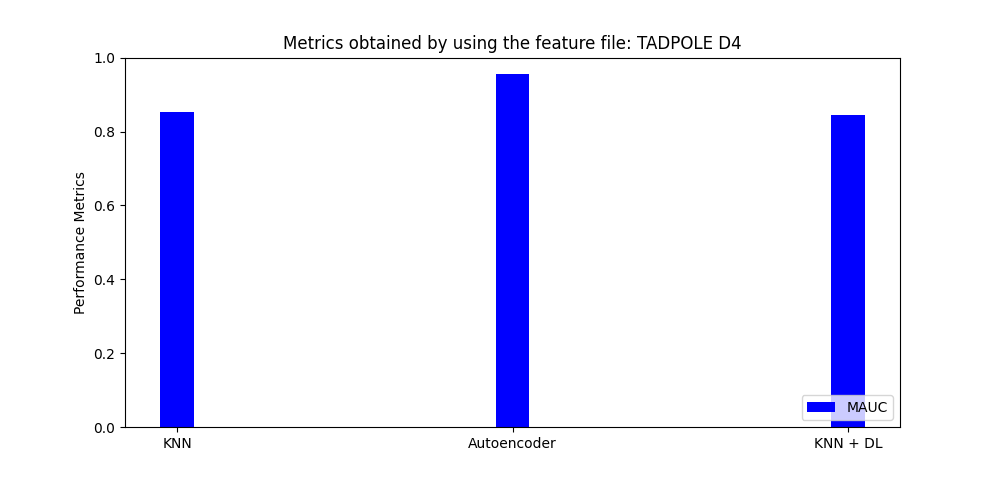 Metrics obtained by using the feature file: TADPOLE D4
Performance Metrics
1.0
0.8
0.6
0.4
0.2
0.0
MAUC
KNN
Autoencoder
KNN + DL